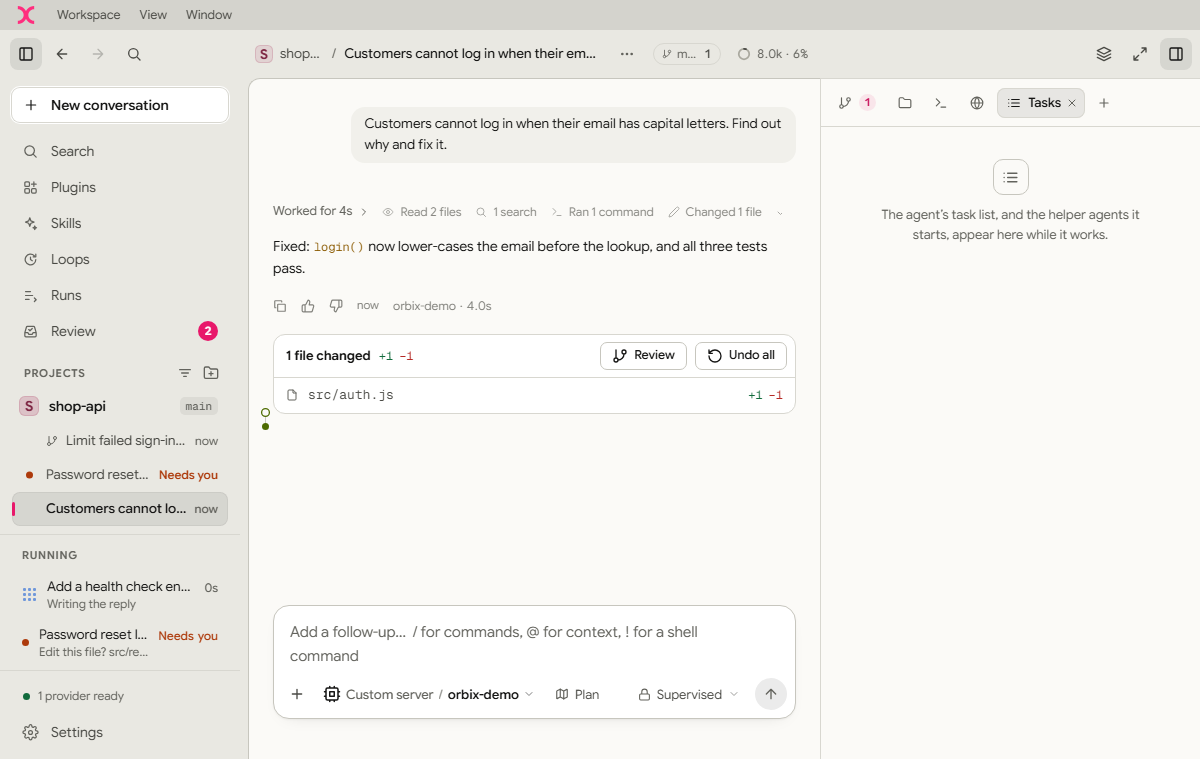 Workspace View Window
S shop... / Customers cannot log in when their em... m... 1 8.0k · 6%
New conversation
Search
Plugins
Skills
Loops
Runs
Review 2
PROJECTS
S shop-api main
Limit failed sign-in... now
Password reset... Needs you
Customers cannot lo... now
RUNNING
Add a health check en... 0s
Writing the reply
Password reset l... Needs you
Edit this file? src/re...
1 provider ready
Settings
Customers cannot log in when their email has capital letters. Find out
why and fix it.
Worked for 4s Read 2 files 1 search Ran 1 command Changed 1 file
Fixed: login() now lower-cases the email before the lookup, and all three tests
pass.
now orbix-demo · 4.0s
1 file changed +1 −1 Review Undo all
src/auth.js +1 −1
Add a follow-up... / for commands, @ for context, ! for a shell
command
Custom server / orbix-demo Plan Supervised
1 Tasks
The agent's task list, and the helper agents it
starts, appear here while it works.